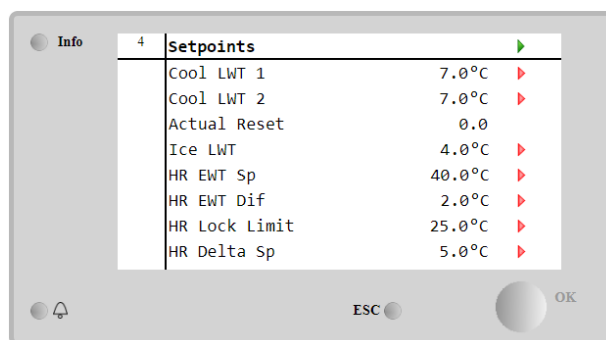 Info
4 Setpoints
Cool LWT 1 7.0°C
Cool LWT 2 7.0°C
Actual Reset 0.0
Ice LWT 4.0°C
HR EWT Sp 40.0°C
HR EWT Dif 2.0°C
HR Lock Limit 25.0°C
HR Delta Sp 5.0°C
ESC
OK